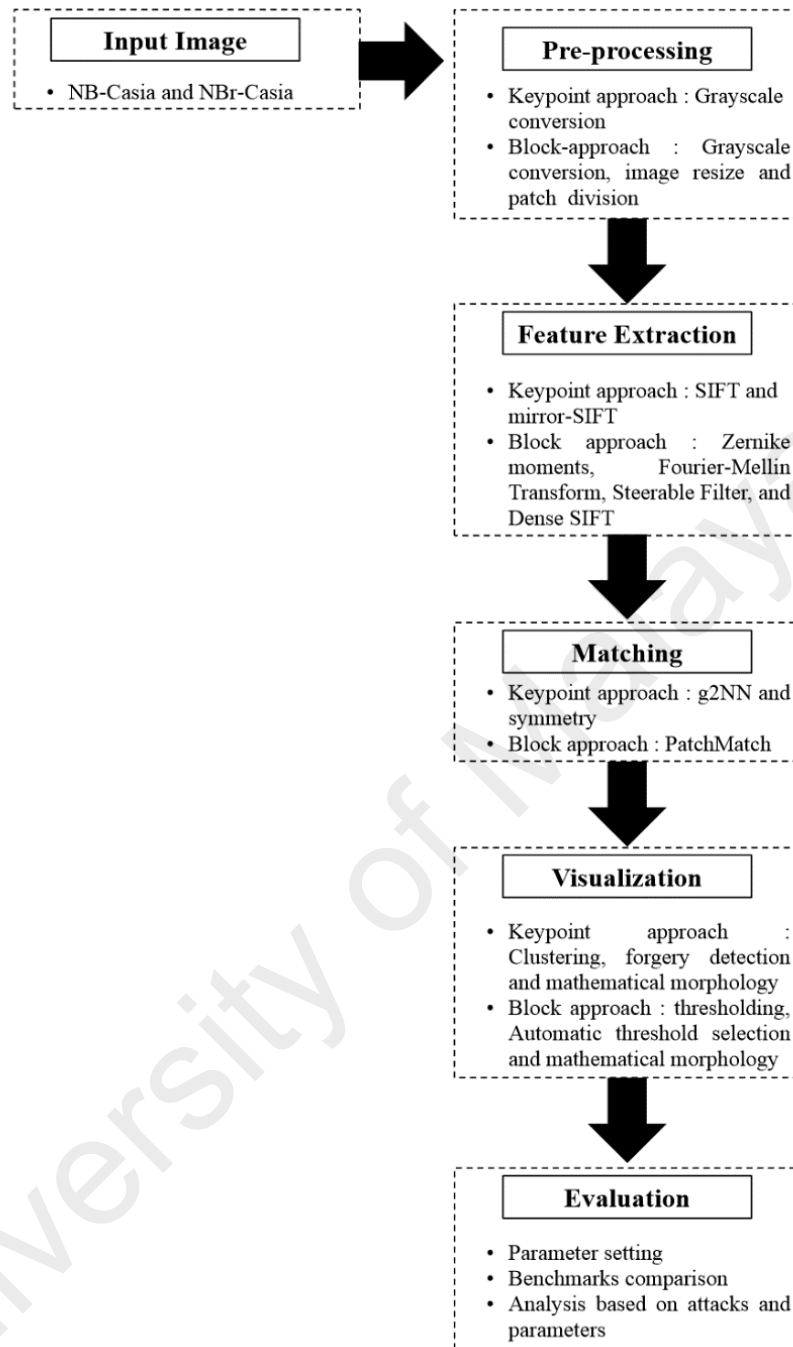 Input Image
• NB-Casia and NBr-Casia
Pre-processing
• Keypoint approach : Grayscale
conversion
• Block-approach : Grayscale
conversion, image resize and
patch division
Feature Extraction
• Keypoint approach : SIFT and
mirror-SIFT
• Block approach : Zernike
moments, Fourier-Mellin
Transform, Steerable Filter, and
Dense SIFT
Matching
• Keypoint approach : g2NN and
symmetry
• Block approach : PatchMatch
Visualization
• Keypoint approach :
Clustering, forgery detection
and mathematical morphology
• Block approach : thresholding,
Automatic threshold selection
and mathematical morphology
Evaluation
• Parameter setting
• Benchmarks comparison
• Analysis based on attacks and
parameters
iversity of Malaya